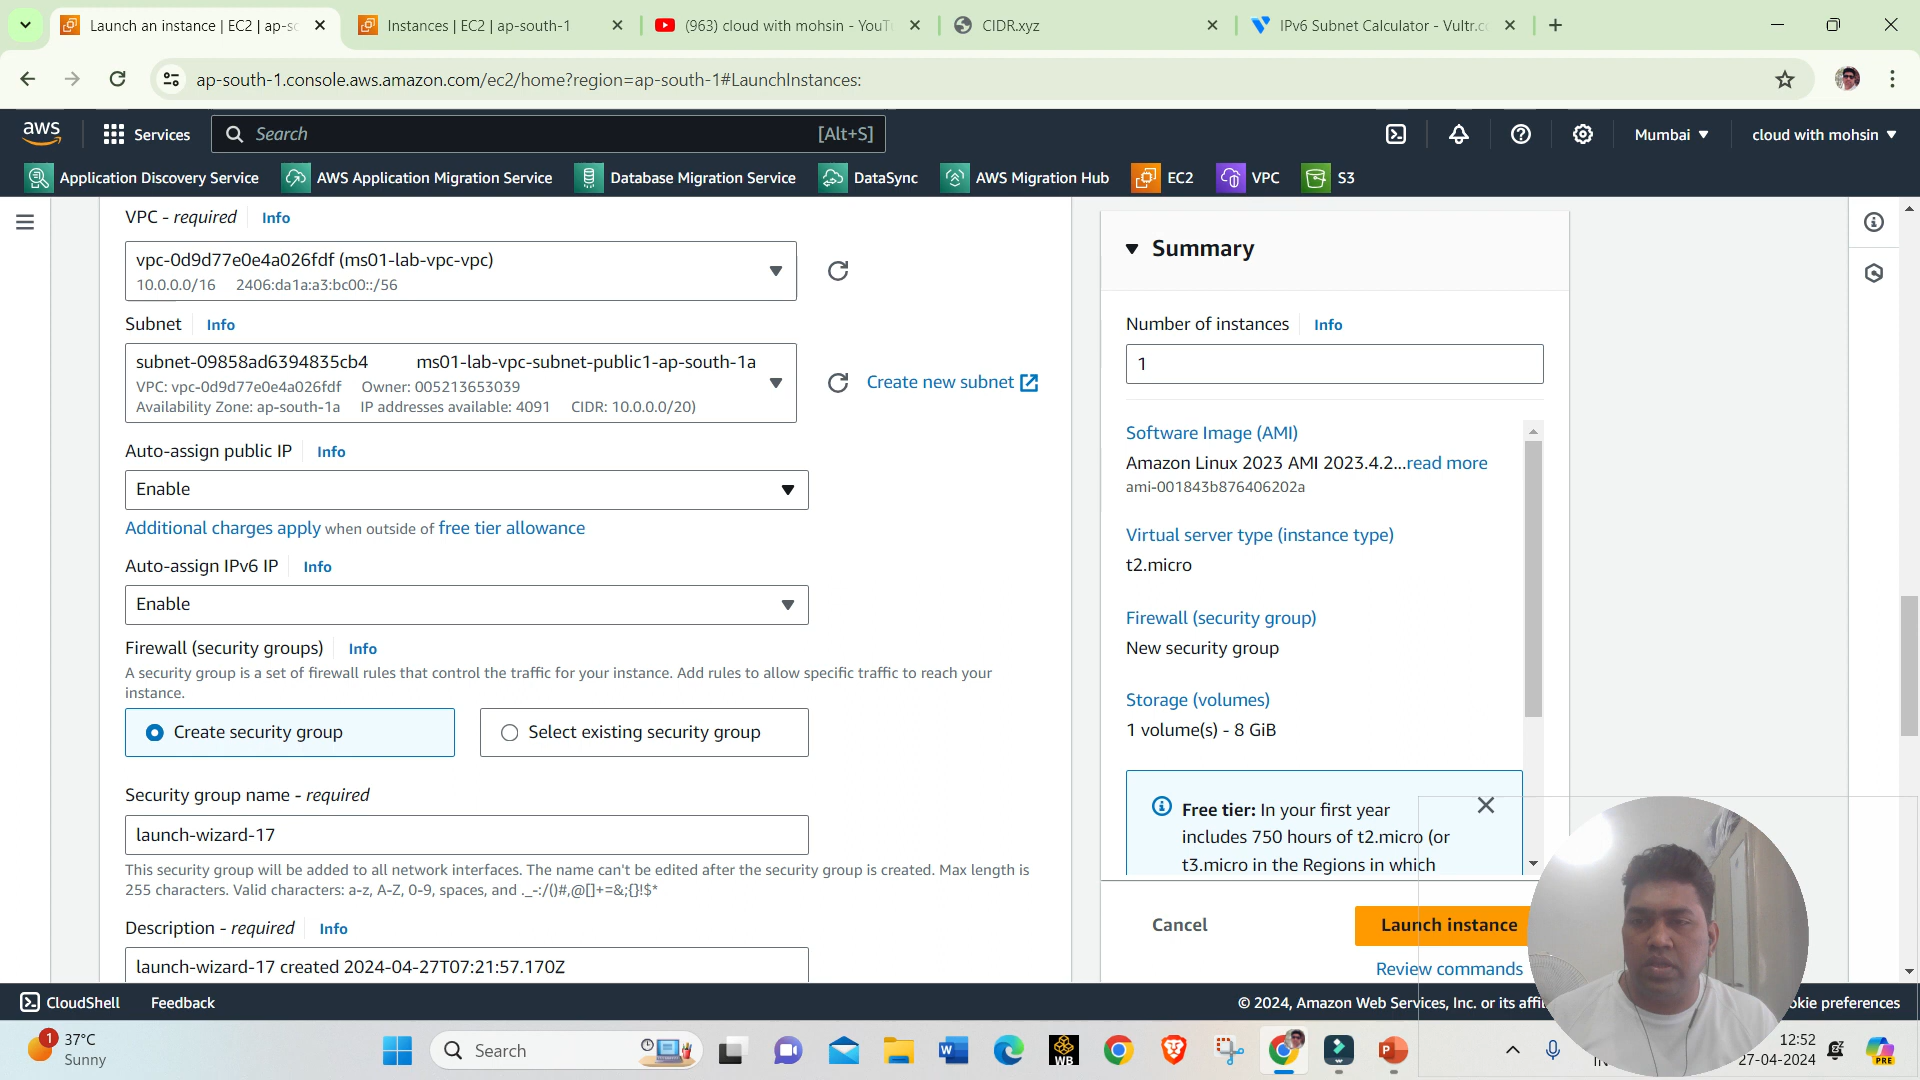 Launch an instance | EC2 | ap-sc
Instances | EC2 | ap-south-1
(963) cloud with mohsin - YouTu
CIDR.xyz
IPv6 Subnet Calculator - Vultr.co
ap-south-1.console.aws.amazon.com/ec2/home?region=ap-south-1#LaunchInstances:
aws
Services
Search
[Alt+S]
Mumbai
cloud with mohsin
Application Discovery Service
AWS Application Migration Service
Database Migration Service
DataSync
AWS Migration Hub
EC2
VPC
S3
VPC - required
Info
vpc-0d9d77e0e4a026fdf (ms01-lab-vpc-vpc)
10.0.0.0/16 2406:da1a:a3:bc00::/56
Subnet
Info
subnet-09858ad6394835cb4 ms01-lab-vpc-subnet-public1-ap-south-1a
VPC: vpc-0d9d77e0e4a026fdf Owner: 005213653039
Availability Zone: ap-south-1a IP addresses available: 4091 CIDR: 10.0.0.0/20)
Create new subnet
Auto-assign public IP
Info
Enable
Additional charges apply when outside of free tier allowance
Auto-assign IPv6 IP
Info
Enable
Firewall (security groups)
Info
A security group is a set of firewall rules that control the traffic for your instance. Add rules to allow specific traffic to reach your
instance.
Create security group
Select existing security group
Security group name - required
launch-wizard-17
This security group will be added to all network interfaces. The name can't be edited after the security group is created. Max length is
255 characters. Valid characters: a-z, A-Z, 0-9, spaces, and ._-:/()#,@[]+=&;{}!$*
Description - required
Info
launch-wizard-17 created 2024-04-27T07:21:57.170Z
Summary
Number of instances
Info
1
Software Image (AMI)
Amazon Linux 2023 AMI 2023.4.2...read more
ami-001843b876406202a
Virtual server type (instance type)
t2.micro
Firewall (security group)
New security group
Storage (volumes)
1 volume(s) - 8 GiB
Free tier: In your first year
includes 750 hours of t2.micro (or
t3.micro in the Regions in which
Cancel
Launch instance
Review commands
CloudShell
Feedback
© 2024, Amazon Web Services, Inc. or its affil
okie preferences
1
37°C
Sunny
Search
WB
12:52
27-04-2024
PRE